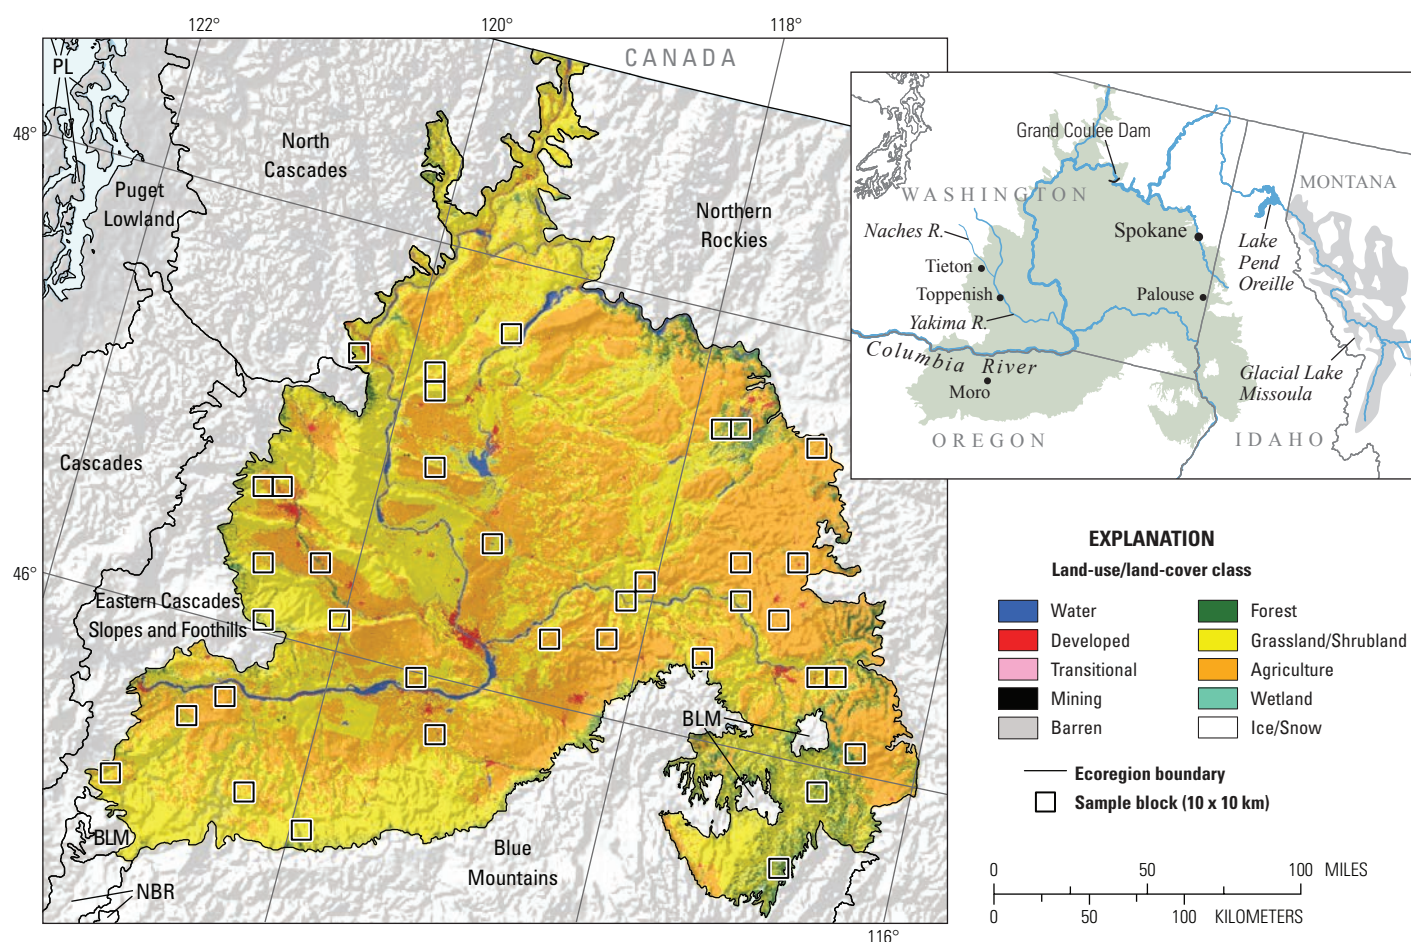 122°
120°
118°
CANADA
PL
48°
North
Cascades
Puget
Lowland
Northern
Rockies
Cascades
46°
Eastern Cascades
Slopes and Foothills
BLM
BLM
NBR
Blue
Mountains
116°
Grand Coulee Dam
WASHINGTON
MONTANA
Naches R.
Spokane
Lake
Pend
Oreille
Tieton
Toppenish
Palouse
Yakima R.
Columbia River
Glacial Lake
Missoula
Moro
OREGON
IDAHO
EXPLANATION
Land-use/land-cover class
Water
Developed
Transitional
Mining
Barren
Forest
Grassland/Shrubland
Agriculture
Wetland
Ice/Snow
Ecoregion boundary
Sample block (10 x 10 km)
0 50 100 MILES
0 50 100 KILOMETERS